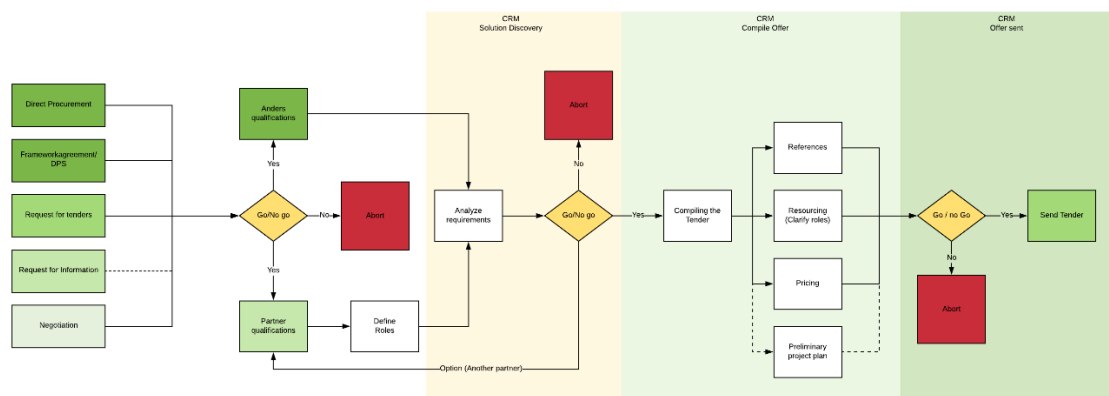 CRM
Solution Discovery
CRM
Compile Offer
CRM
Offer sent
Direct Procurement
Frameworkagreement/
DPS
Request for tenders
Request for Information
Negotiation
Anders
qualifications
Yes
Go/No go
No
Abort
Yes
Partner
qualifications
Define
Roles
Analyze
requirements
Abort
No
Go/No go
Yes
Option (Another partner)
Compiling the
Tender
References
Resourcing
(Clarify roles)
Pricing
Preliminary
project plan
Go / no Go
Yes
Send Tender
No
Abort